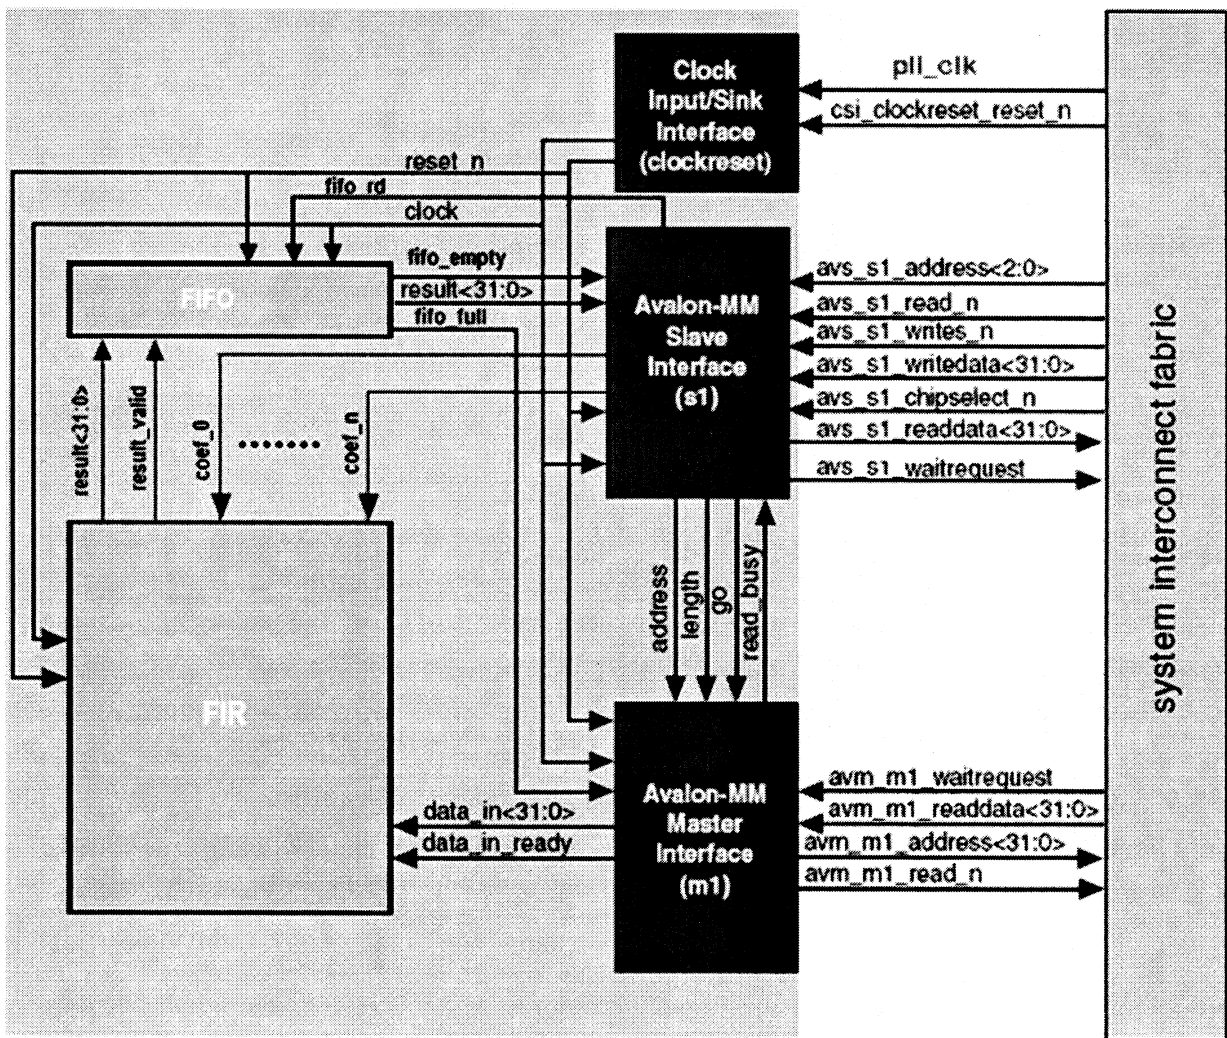 Clock
Input/Sink
Interface
(clockreset)
pll_clk
csi_clockreset_reset_n
reset_n
fifo_rd
clock
FIFO
fifo_empty
result<31:0>
fifo_full
Avalon-MM
Slave
Interface
(s1)
avs_s1_address<2:0>
avs_s1_read_n
avs_s1_writes_n
avs_s1_writedata<31:0>
avs_s1_chipselect_n
avs_s1_readdata<31:0>
avs_s1_waitrequest
result<31:0>
result_valid
coef_0
........
coef_n
address
length
go
read_busy
system interconnect fabric
FIR
data_in<31:0>
data_in_ready
Avalon-MM
Master
Interface
(m1)
avm_m1_waitrequest
avm_m1_readdata<31:0>
avm_m1_address<31:0>
avm_m1_read_n